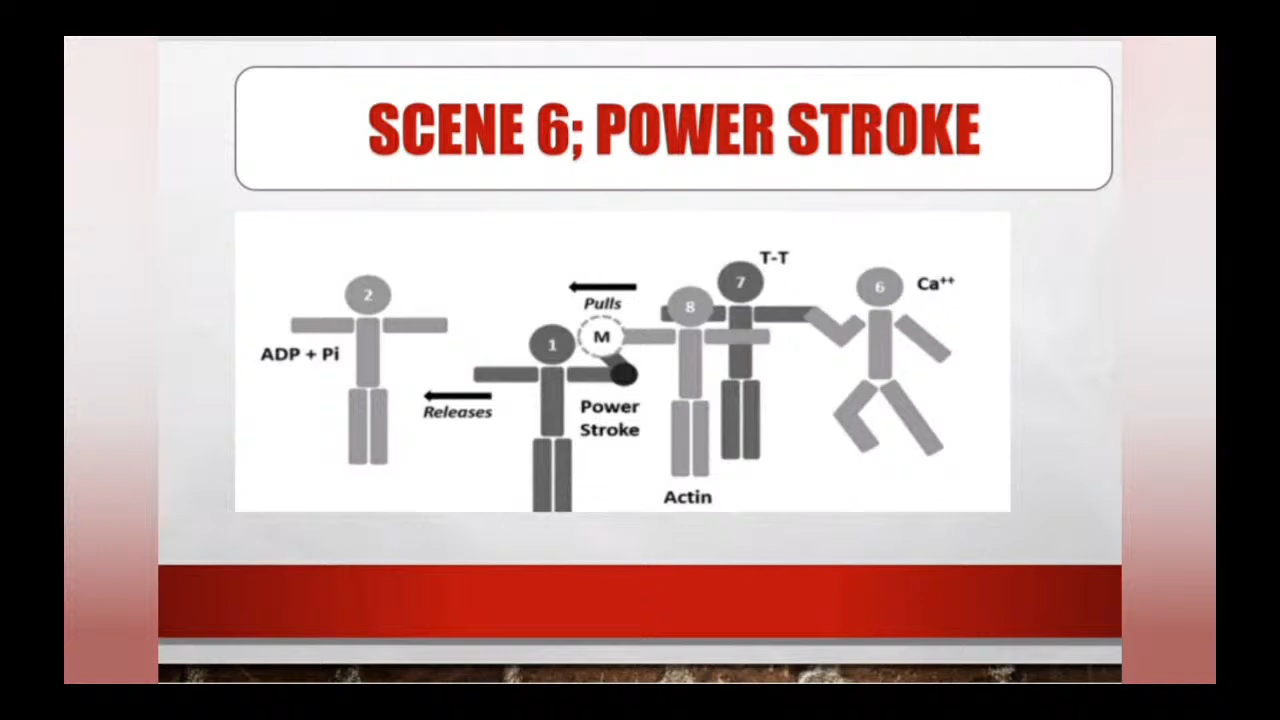 SCENE 6; POWER STROKE
T-T
2
Pulls
8
7
6
Ca⁺⁺
ADP + Pi
1
M
Releases
Power
Stroke
Actin